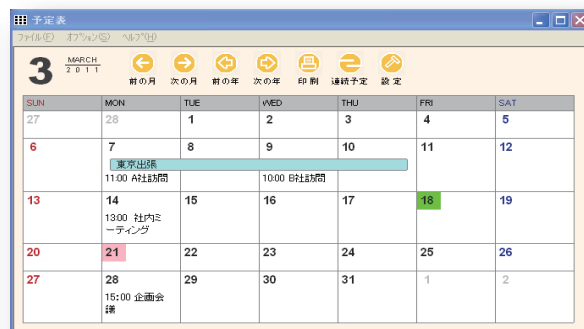 予定表
ファイル(F) オプション(S) ヘルプ(H)
3 MARCH
2011
前の月 次の月 前の年 次の年 印刷 連続予定 設定
SUN MON TUE WED THU FRI SAT
27 28 1 2 3 4 5
6 7 8 9 10 11 12
東京出張
11:00 A社訪問 10:00 B社訪問
13 14 15 16 17 18 19
13:00 社内ミ
ーティング
20 21 22 23 24 25 26
27 28 29 30 31 1 2
15:00 企画会
議